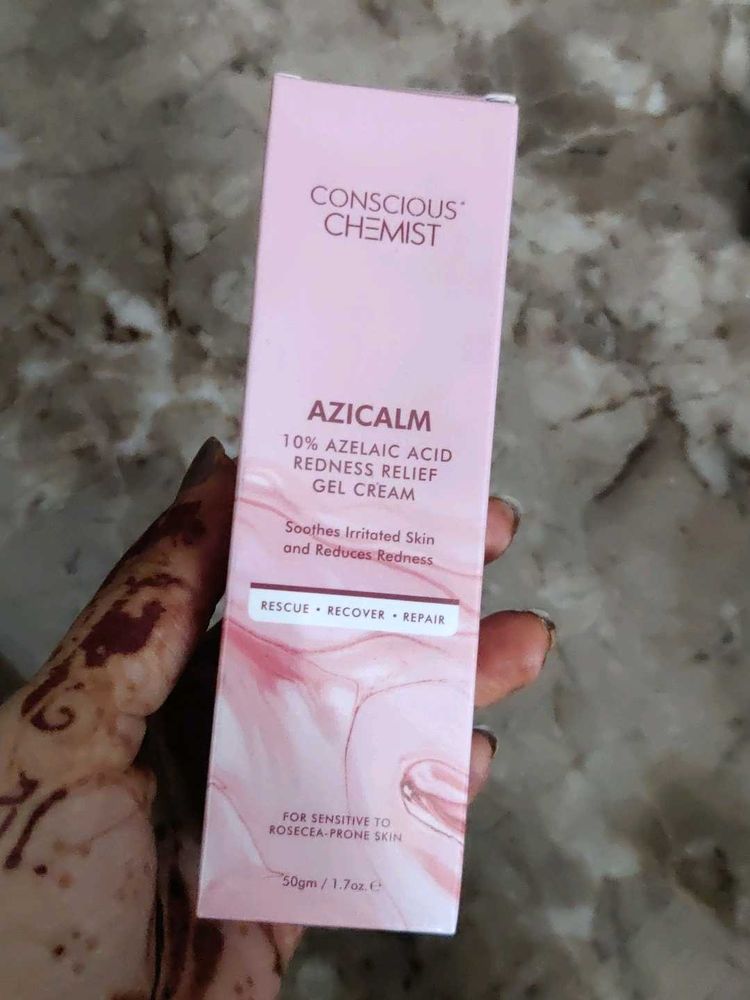 CONSCIOUS
CHEMIST
AZICALM
10% AZELAIC ACID
REDNESS RELIEF
GEL CREAM
Soothes Irritated Skin
and Reduces Redness
RESCUE • RECOVER • REPAIR
FOR SENSITIVE TO
ROSECEA-PRONE SKIN
50gm / 1.7oz. ℮